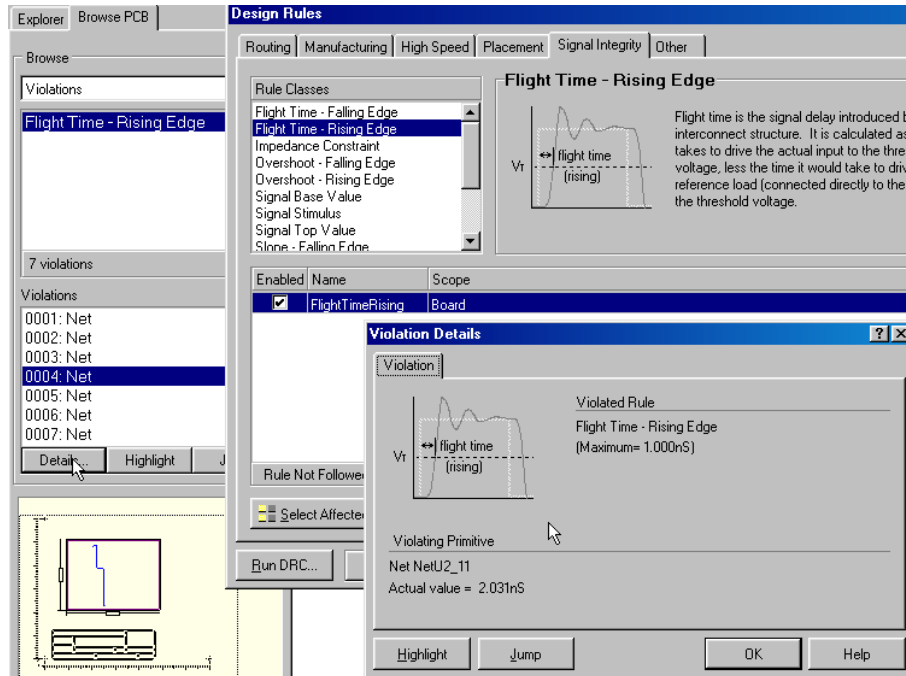 Explorer
Browse PCB
Browse
Violations
Flight Time - Rising Edge
7 violations
Violations
0001: Net
0002: Net
0003: Net
0004: Net
0005: Net
0006: Net
0007: Net
Details...
Highlight
J
Design Rules
Routing
Manufacturing
High Speed
Placement
Signal Integrity
Other
Rule Classes
Flight Time - Falling Edge
Flight Time - Rising Edge
Impedance Constraint
Overshoot - Falling Edge
Overshoot - Rising Edge
Signal Base Value
Signal Stimulus
Signal Top Value
Slope - Falling Edge
Flight Time - Rising Edge
VT
flight time
(rising)
Flight time is the signal delay introduced b
interconnect structure. It is calculated as
takes to drive the actual input to the thre
voltage, less the time it would take to driv
reference load (connected directly to the
the threshold voltage.
Enabled
Name
Scope
FlightTimeRising
Board
Rule Not Followe
Select Affecte
Run DRC...
Violation Details
Violation
VT
flight time
(rising)
Violated Rule
Flight Time - Rising Edge
(Maximum= 1.000nS)
Violating Primitive
Net NetU2_11
Actual value = 2.031nS
Highlight
Jump
OK
Help